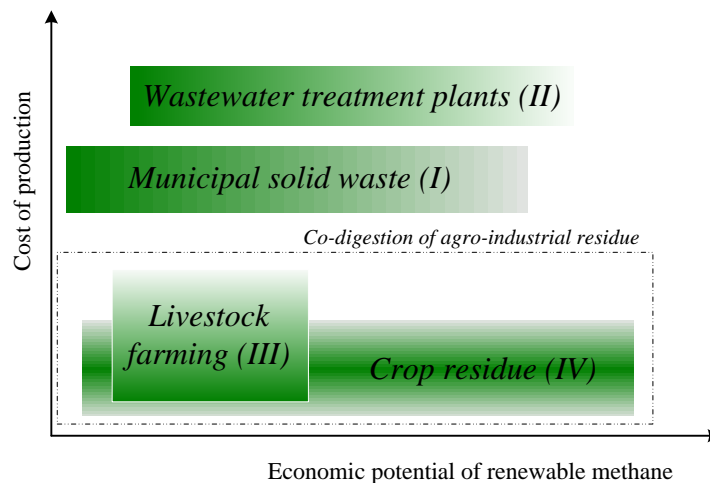 Wastewater treatment plants (II)
Municipal solid waste (I)
Co-digestion of agro-industrial residue
Livestock
farming (III)
Crop residue (IV)
Cost of production
Economic potential of renewable methane